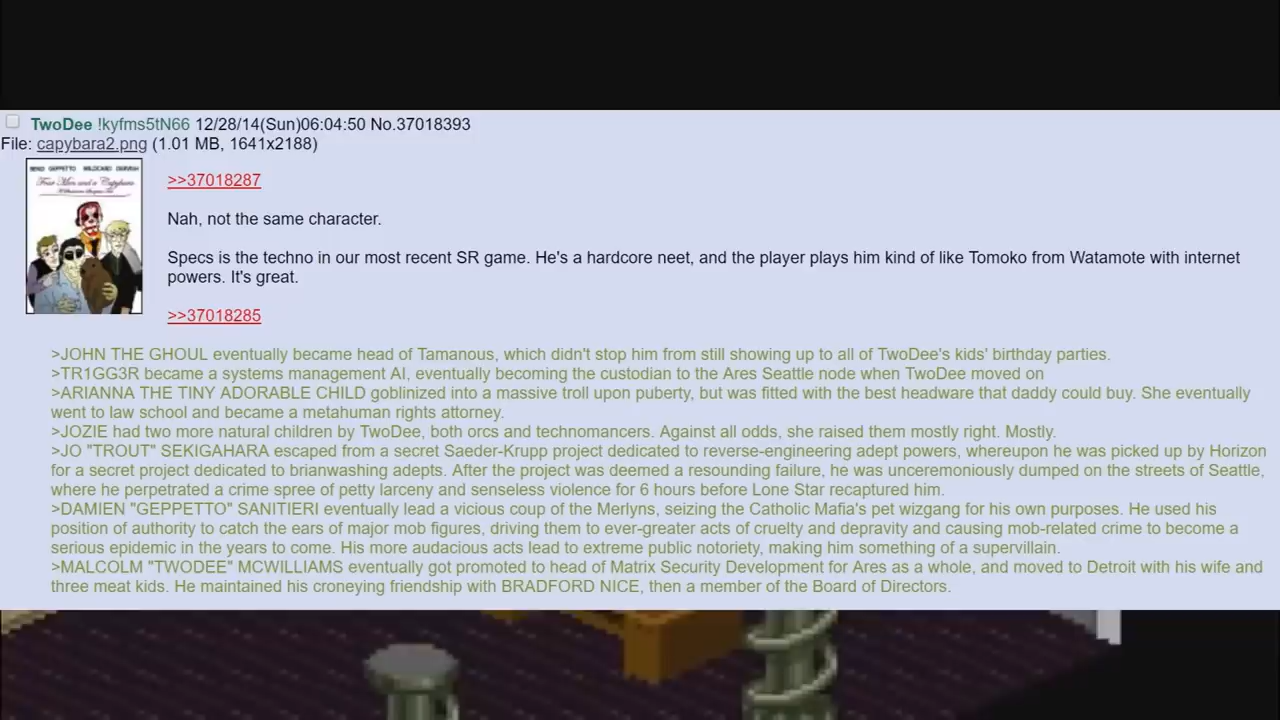 TwoDee !kyfms5tN66 12/28/14(Sun)06:04:50 No.37018393
File: capybara2.png (1.01 MB, 1641x2188)
GEPPETTO WILDCARD
Four Men and a Capybara
>>37018287
Nah, not the same character.
Specs is the techno in our most recent SR game. He's a hardcore neet, and the player plays him kind of like Tomoko from Watamote with internet
powers. It's great.
>>37018285
>JOHN THE GHOUL eventually became head of Tamanous, which didn't stop him from still showing up to all of TwoDee's kids' birthday parties.
>TR1GG3R became a systems management AI, eventually becoming the custodian to the Ares Seattle node when TwoDee moved on
>ARIANNA THE TINY ADORABLE CHILD goblinized into a massive troll upon puberty, but was fitted with the best headware that daddy could buy. She eventually
went to law school and became a metahuman rights attorney.
>JOZIE had two more natural children by TwoDee, both orcs and technomancers. Against all odds, she raised them mostly right. Mostly.
>JO "TROUT" SEKIGAHARA escaped from a secret Saeder-Krupp project dedicated to reverse-engineering adept powers, whereupon he was picked up by Horizon
for a secret project dedicated to brianwashing adepts. After the project was deemed a resounding failure, he was unceremoniously dumped on the streets of Seattle,
where he perpetrated a crime spree of petty larceny and senseless violence for 6 hours before Lone Star recaptured him.
>DAMIEN "GEPPETTO" SANITIERI eventually lead a vicious coup of the Merlyns, seizing the Catholic Mafia's pet wizgang for his own purposes. He used his
position of authority to catch the ears of major mob figures, driving them to ever-greater acts of cruelty and depravity and causing mob-related crime to become a
serious epidemic in the years to come. His more audacious acts lead to extreme public notoriety, making him something of a supervillain.
>MALCOLM "TWODEE" MCWILLIAMS eventually got promoted to head of Matrix Security Development for Ares as a whole, and moved to Detroit with his wife and
three meat kids. He maintained his croneying friendship with BRADFORD NICE, then a member of the Board of Directors.